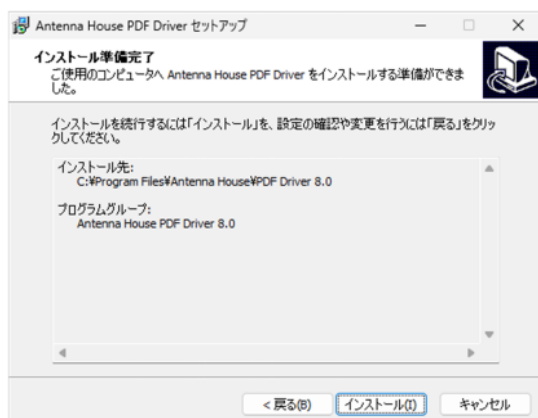 Antenna House PDF Driver セットアップ
インストール準備完了
ご使用のコンピュータへ Antenna House PDF Driver をインストールする準備ができま
した。
インストールを続行するには「インストール」を、設定の確認や変更を行うには「戻る」をクリッ
クしてください。
インストール先:
C:¥Program Files¥Antenna House¥PDF Driver 8.0
プログラムグループ:
Antenna House PDF Driver 8.0
< 戻る(B)
インストール(I)
キャンセル